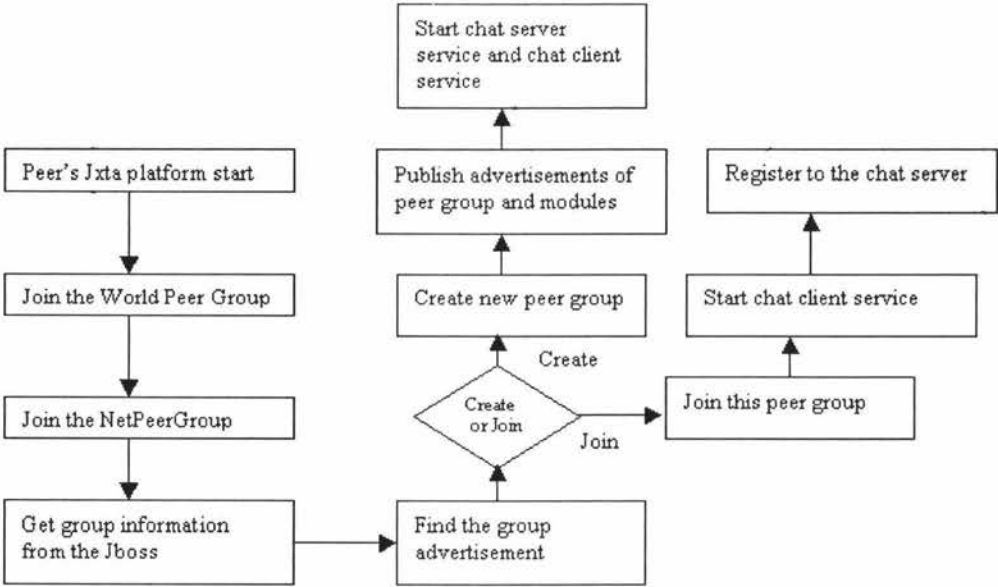 Peer's Jxta platform start
Join the World Peer Group
Join the NetPeerGroup
Get group information
from the Jboss
Find the group
advertisement
Create
or Join
Create
Create new peer group
Publish advertisements of
peer group and modules
Start chat server
service and chat client
service
Join
Join this peer group
Start chat client service
Register to the chat server